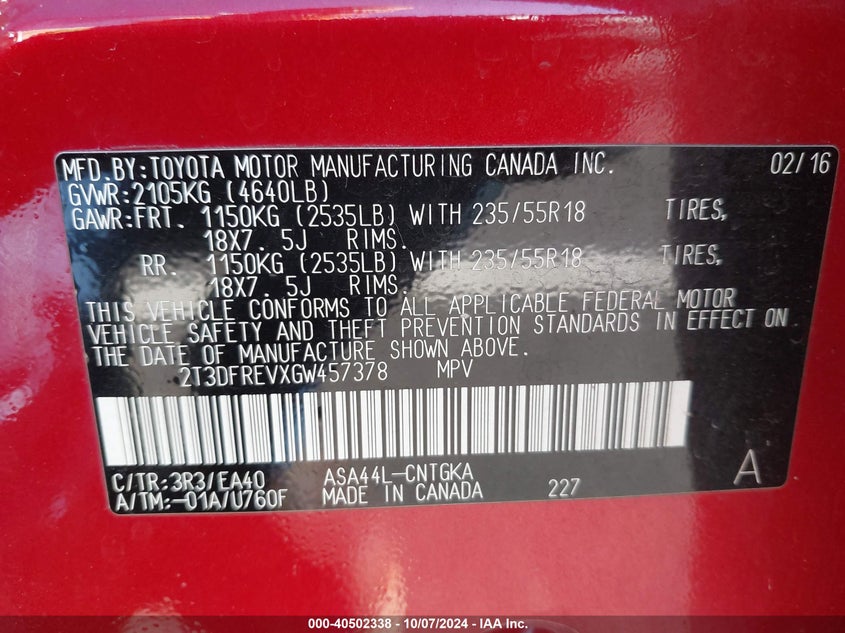 MFD.BY:TOYOTA MOTOR MANUFACTURING CANADA INC. 02/16
GVWR:2105KG (4640LB)
GAWR:FRT. 1150KG (2535LB) WITH 235/55R18 TIRES,
18X7. 5J RIMS.
RR. 1150KG (2535LB) WITH 235/55R18 TIRES,
18X7. 5J RIMS.
THIS VEHICLE CONFORMS TO ALL APPLICABLE FEDERAL MOTOR
VEHICLE SAFETY AND THEFT PREVENTION STANDARDS IN EFFECT ON
THE DATE OF MANUFACTURE SHOWN ABOVE.
2T3DFREVXGW457378 MPV
C/TR:3R3/EA40 ASA44L-CNTGKA A
A/TM:-01A/U760F MADE IN CANADA 227
000-40502338 - 10/07/2024 - IAA Inc.